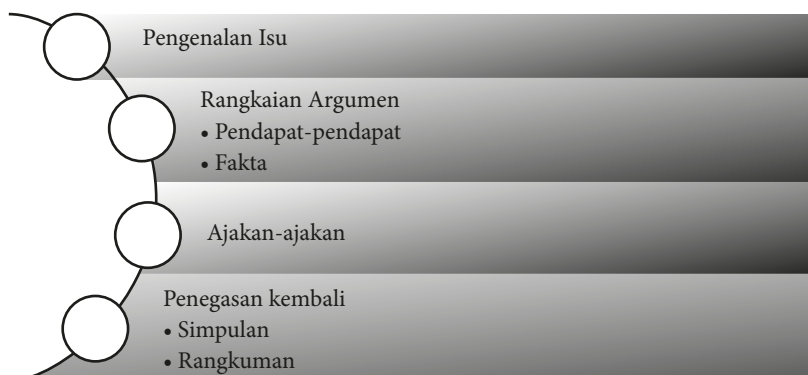 Pengenalan Isu
Rangkaian Argumen
• Pendapat-pendapat
• Fakta
Ajakan-ajakan
Penegasan kembali
• Simpulan
• Rangkuman